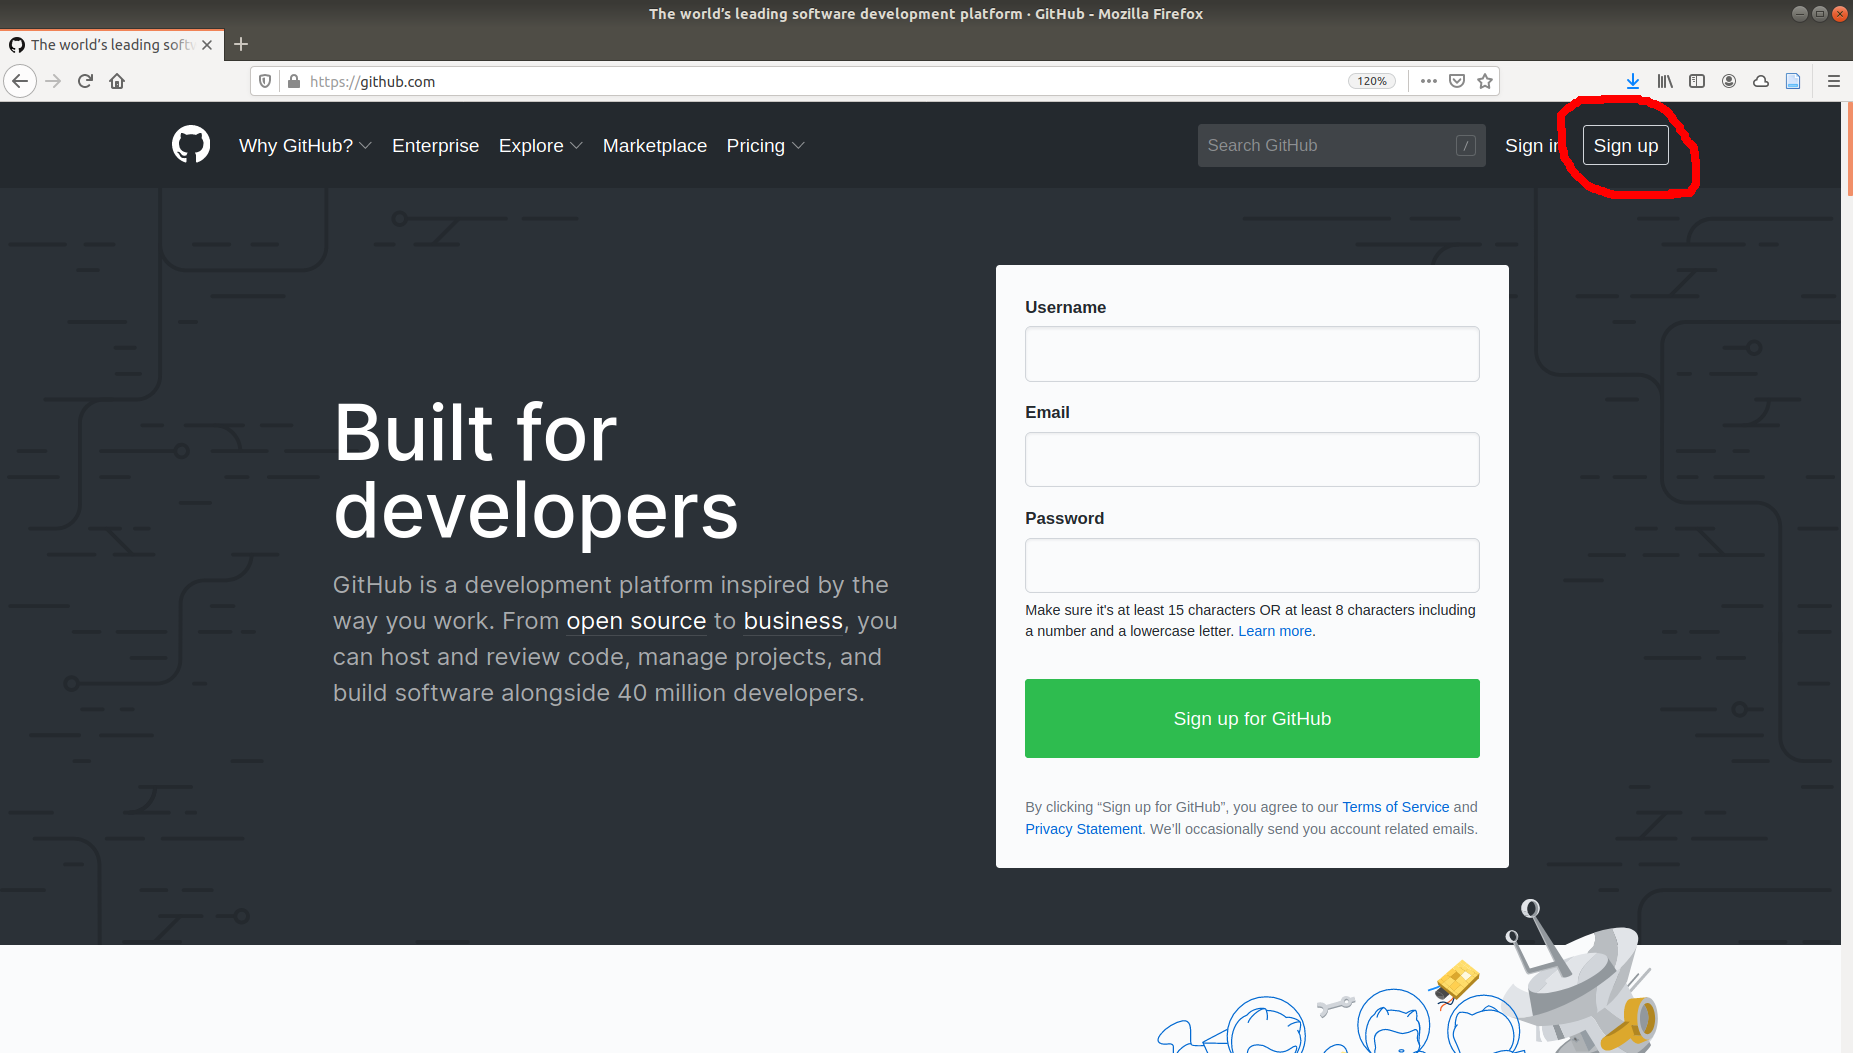 The world's leading software development platform · GitHub - Mozilla Firefox
The world's leading softw
https://github.com
120%
Why GitHub?
Enterprise
Explore
Marketplace
Pricing
Search GitHub
/
Sign in
Sign up
Built for
developers
GitHub is a development platform inspired by the
way you work. From open source to business, you
can host and review code, manage projects, and
build software alongside 40 million developers.
Username
Email
Password
Make sure it's at least 15 characters OR at least 8 characters including
a number and a lowercase letter. Learn more.
Sign up for GitHub
By clicking “Sign up for GitHub”, you agree to our Terms of Service and
Privacy Statement. We'll occasionally send you account related emails.